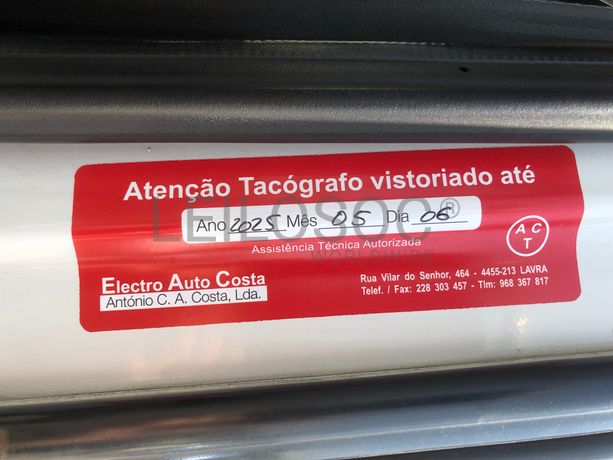 Atenção Tacógrafo vistoriado até
Ano 2025 Mês 05 Dia 06
Assistência Técnica Autorizada
LEILOSOC®
WORLDWIDE
A C T
Electro Auto Costa
António C. A. Costa, Lda.
Rua Vilar do Senhor, 464 - 4455-213 LAVRA
Telef. / Fax: 228 303 457 - Tlm: 968 367 817